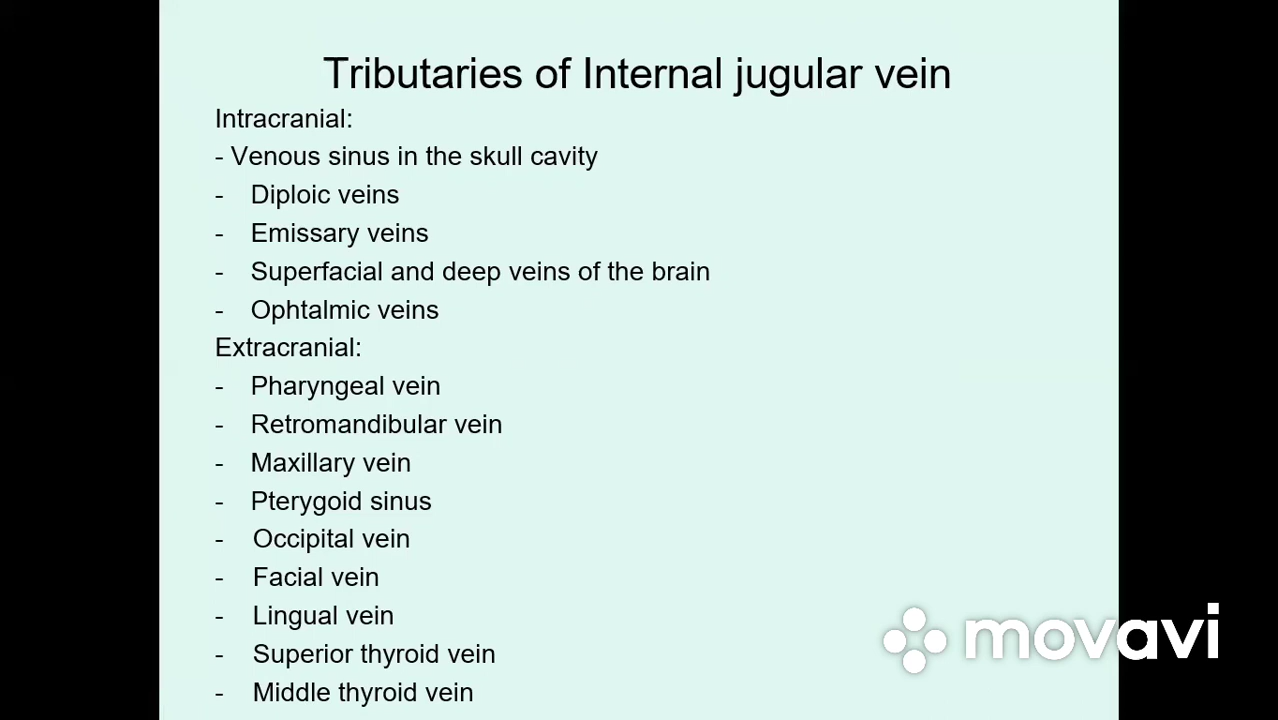 Tributaries of Internal jugular vein
Intracranial:
- Venous sinus in the skull cavity
- Diploic veins
- Emissary veins
- Superfacial and deep veins of the brain
- Ophtalmic veins
Extracranial:
- Pharyngeal vein
- Retromandibular vein
- Maxillary vein
- Pterygoid sinus
- Occipital vein
- Facial vein
- Lingual vein
- Superior thyroid vein
- Middle thyroid vein
movavi